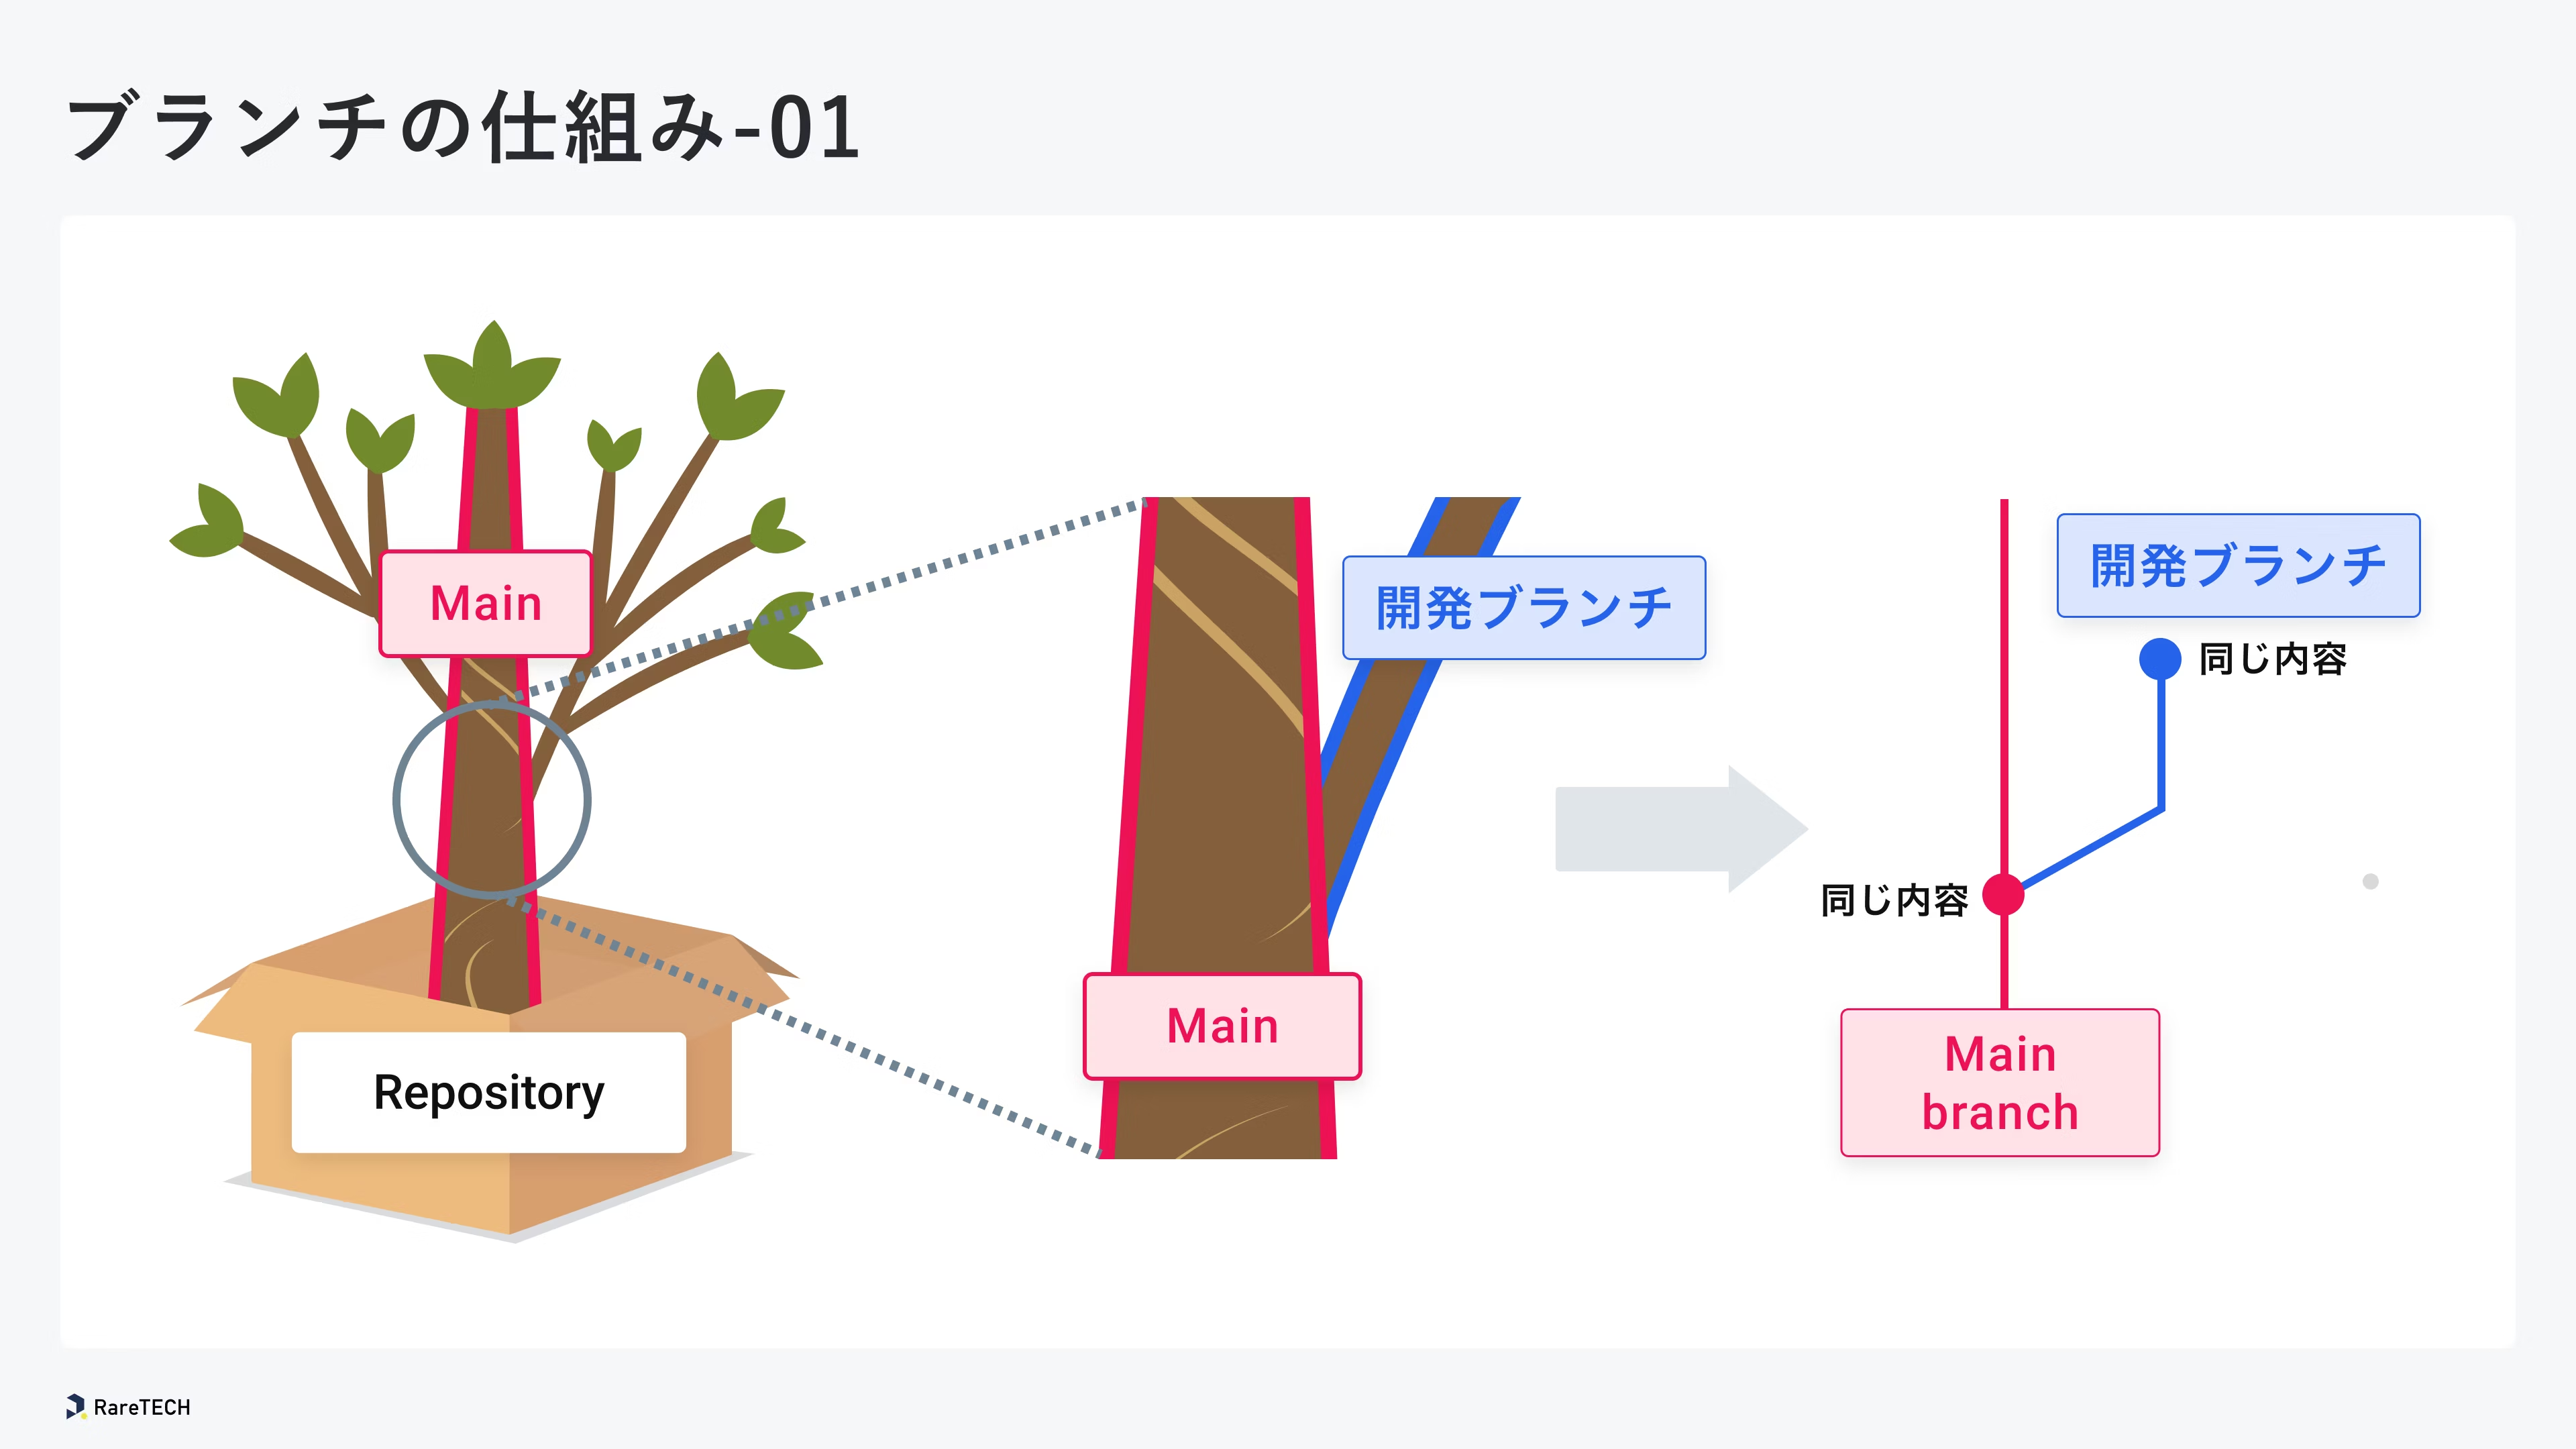 ブランチの仕組み-01
Main
Repository
開発ブランチ
Main
開発ブランチ
同じ内容
同じ内容
Main
branch
RareTECH